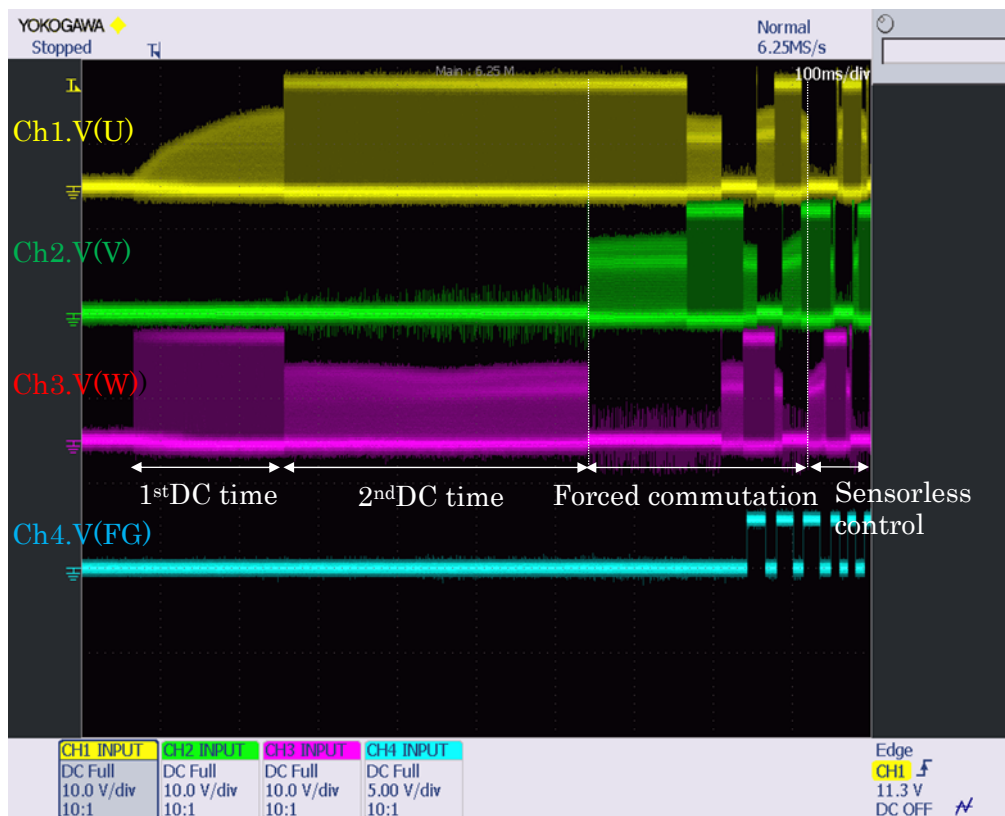 YOKOGAWA
Stopped
Normal
6.25MS/s
Main : 6.25 M
100ms/div
Ch1.V(U)
Ch2.V(V)
Ch3.V(W))
1stDC time
2ndDC time
Forced commutation
Sensorless
control
Ch4.V(FG)
CH1 INPUT
DC Full
10.0 V/div
10:1
CH2 INPUT
DC Full
10.0 V/div
10:1
CH3 INPUT
DC Full
10.0 V/div
10:1
CH4 INPUT
DC Full
5.00 V/div
10:1
Edge
CH1
11.3 V
DC OFF